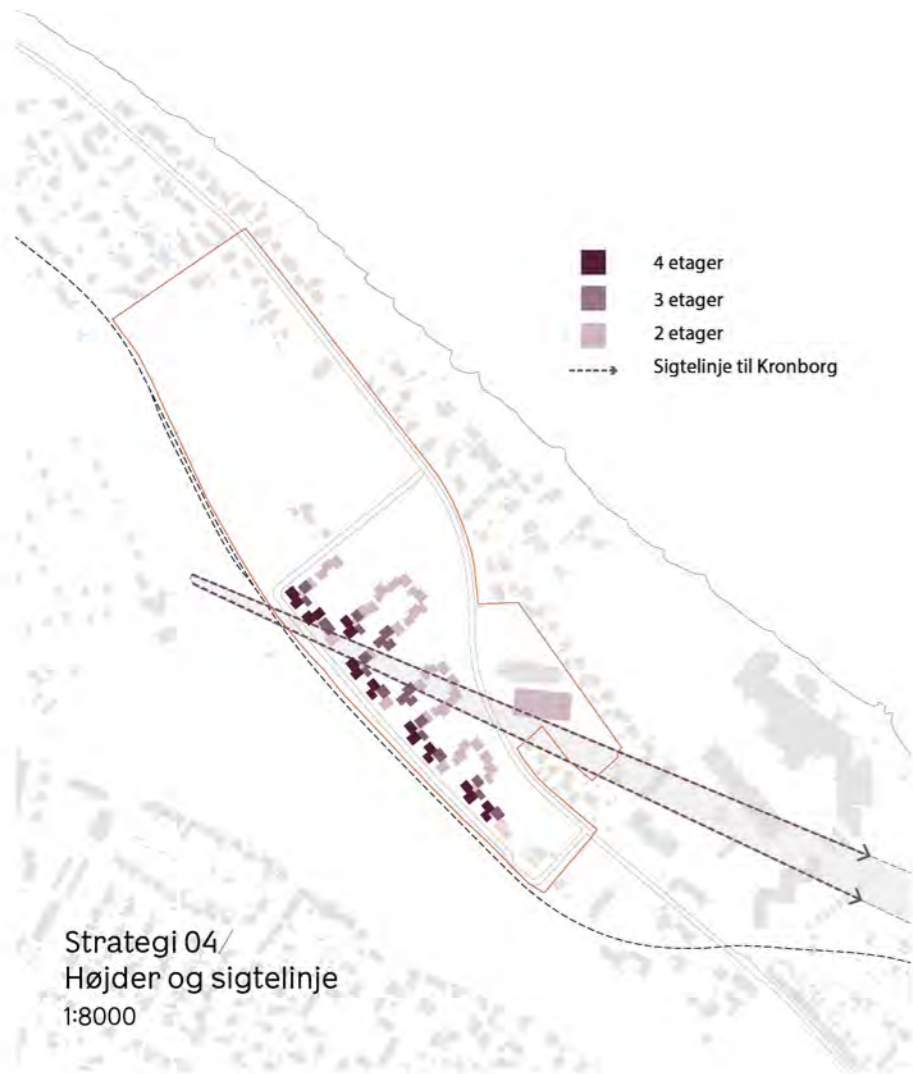 4 etager
3 etager
2 etager
Sigtelinje til Kronborg
Strategi 04/
Højder og sigtelinje
1:8000